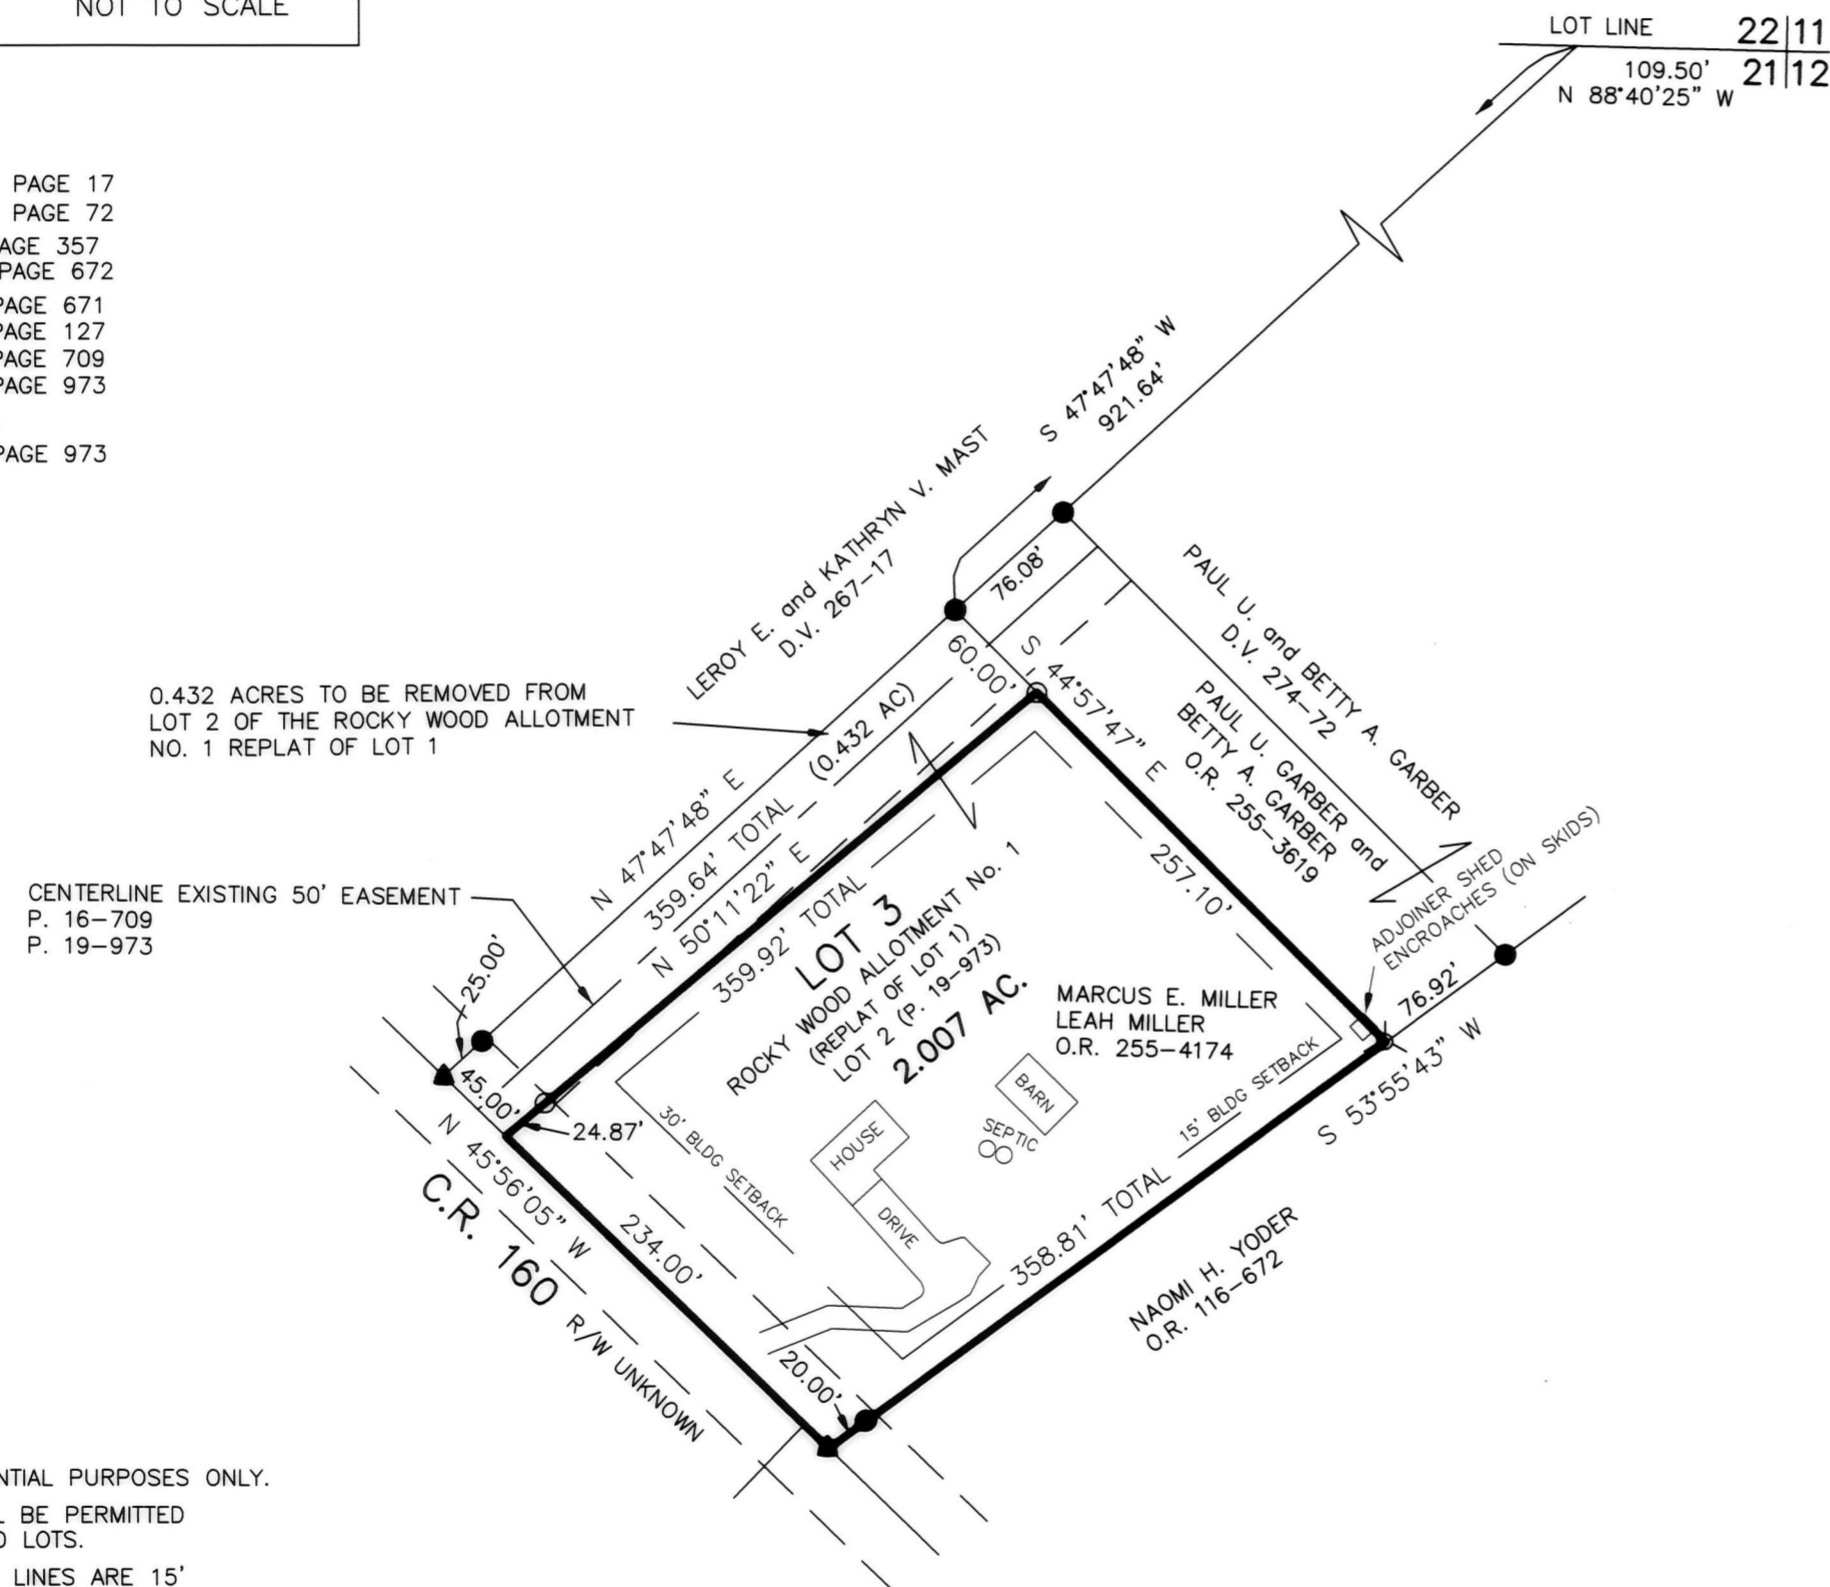 NOT TO SCALE
LOT LINE
22|11
21|12
109.50'
N 88°40'25" W
PAGE 17
PAGE 72
AGE 357
PAGE 672
PAGE 671
PAGE 127
PAGE 709
PAGE 973
PAGE 973
S 47°47'48" W
921.64'
LEROY E. and KATHRYN V. MAST
D.V. 267-17
76.08'
60.00'
S 44°57'47" E
257.10'
PAUL U. and BETTY A. GARBER
D.V. 274-72
PAUL U. GARBER and
BETTY A. GARBER
O.R. 255-3619
0.432 ACRES TO BE REMOVED FROM
LOT 2 OF THE ROCKY WOOD ALLOTMENT
NO. 1 REPLAT OF LOT 1
N 47°47'48" E
359.64' TOTAL
(0.432 AC)
N 50°11'22" E
359.92' TOTAL
CENTERLINE EXISTING 50' EASEMENT
P. 16-709
P. 19-973
25.00'
45.00'
24.87'
LOT 3
ROCKY WOOD ALLOTMENT No. 1
(REPLAT OF LOT 1)
LOT 2 (P. 19-973)
2.007 AC.
MARCUS E. MILLER
LEAH MILLER
O.R. 255-4174
ADJOINER SHED
ENCROACHES (ON SKIDS)
76.92'
S 53°55'43" W
15' BLDG SETBACK
BARN
SEPTIC
HOUSE
DRIVE
30' BLDG SETBACK
358.81' TOTAL
NAOMI H. YODER
O.R. 116-672
N 45°56'05" W
234.00'
C.R. 160 R/W UNKNOWN
20.00'
NTIAL PURPOSES ONLY.
L BE PERMITTED
LOTS.
LINES ARE 15'